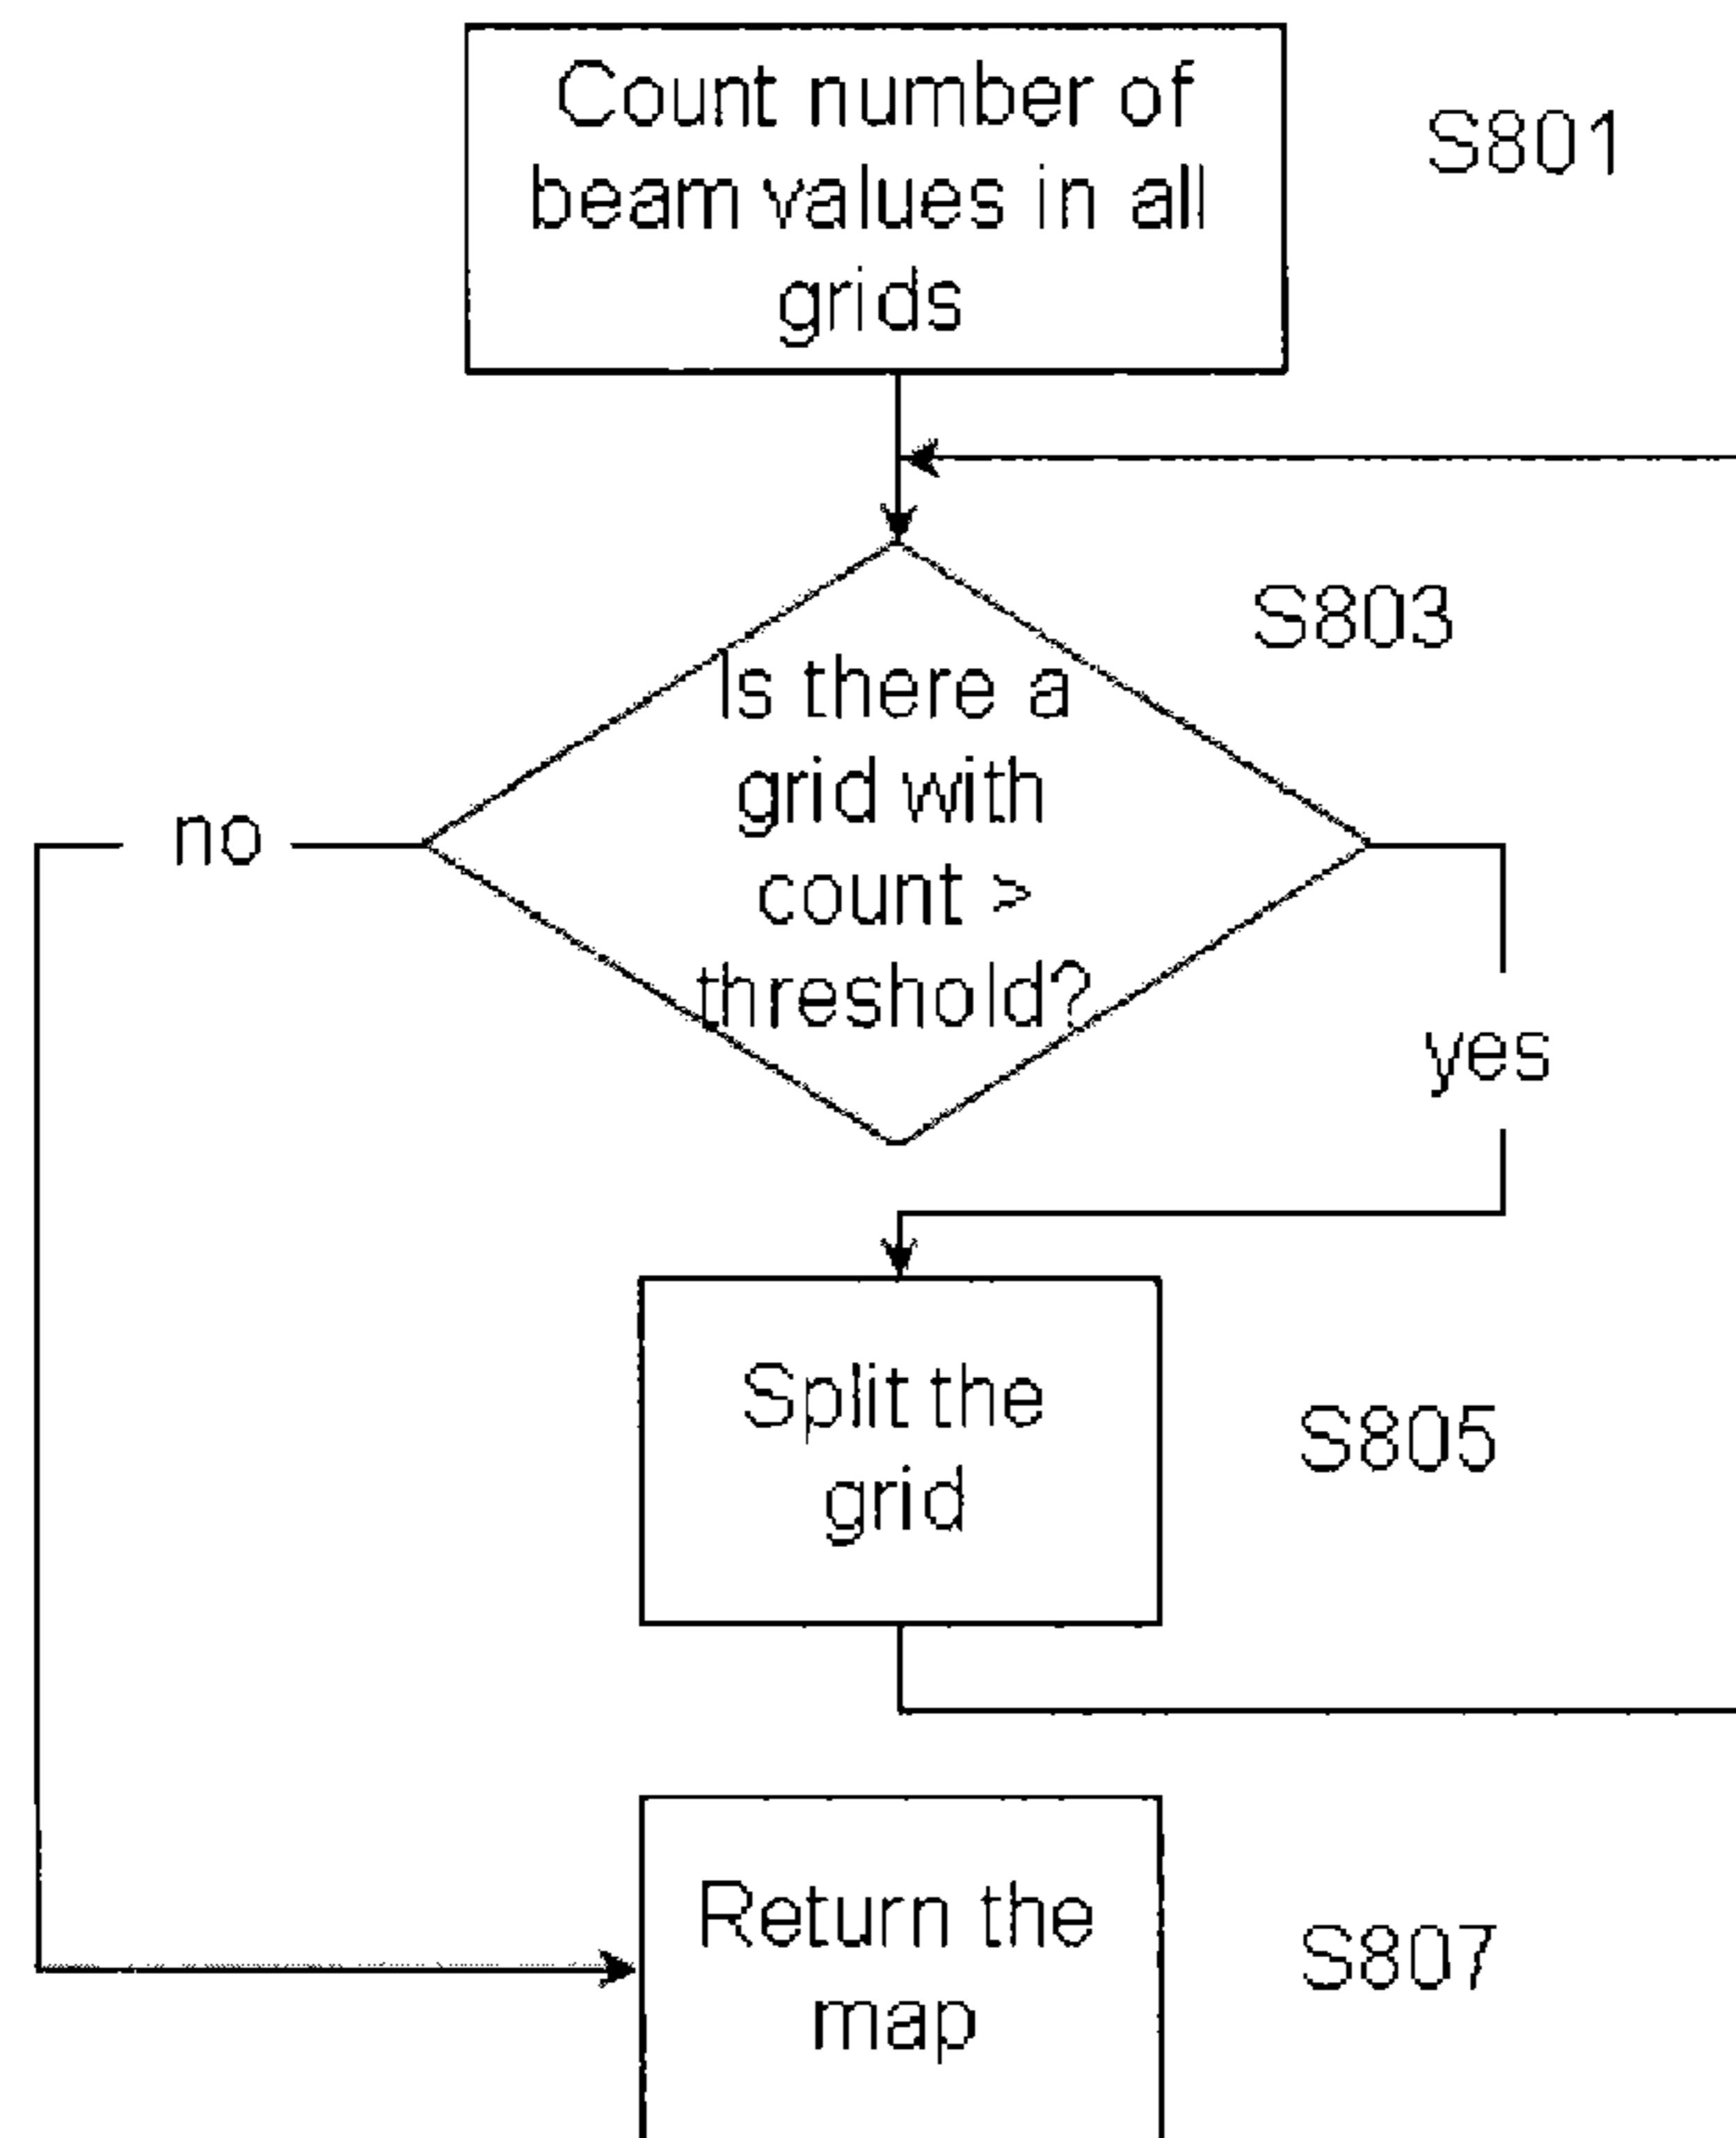 Count number of
beam values in all
grids
S801
S803
Is there a
grid with
count >
threshold?
no
yes
Split the
grid
S805
Return the
map
S807